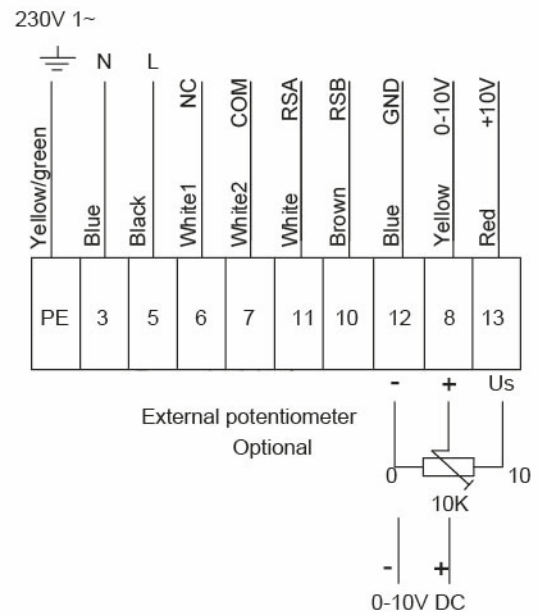 230V 1~
N L
NC COM RSA RSB GND 0-10V +10V
Yellow/green Blue Black White1 White2 White Brown Blue Yellow Red
PE 3 5 6 7 11 10 12 8 13
- + Us
External potentiometer
Optional
0 10
10K
- +
0-10V DC